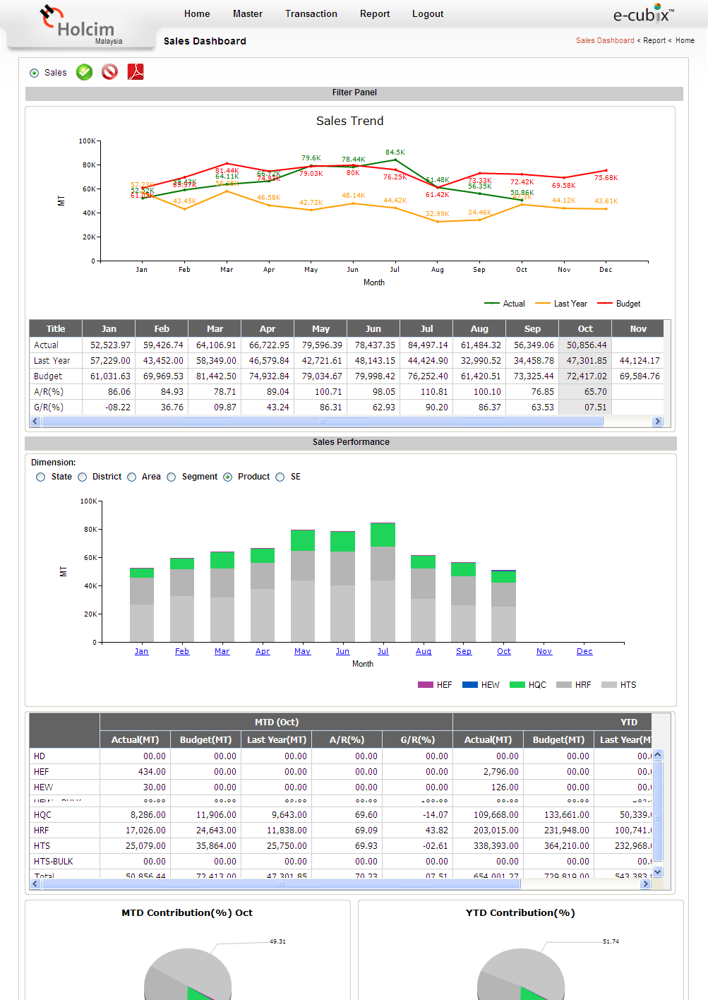 Home Master Transaction Report Logout
e-cubix™
Holcim
Malaysia
Sales Dashboard
Sales Dashboard < Report < Home
Sales
Filter Panel
Sales Trend
100K
80K
60K
40K
20K
0
MT
79.6K 78.44K 84.5K
81.44K 64.11K 66.72K 79.03K 80K 76.25K 61.48K 73.33K 56.35K 72.42K 69.58K 75.68K
57.23K 52.52K 61.03K 43.45K 46.58K 42.72K 48.14K 44.42K 61.42K 32.99K 34.46K 50.86K 44.12K 43.61K
Jan Feb Mar Apr May Jun Jul Aug Sep Oct Nov Dec
Month
Actual Last Year Budget
Title Jan Feb Mar Apr May Jun Jul Aug Sep Oct Nov
Actual 52,523.97 59,426.74 64,106.91 66,722.95 79,596.39 78,437.35 84,497.14 61,484.32 56,349.06 50,856.44
Last Year 57,229.00 43,452.00 58,349.00 46,579.84 42,721.61 48,143.15 44,424.90 32,990.52 34,458.78 47,301.85 44,124.17
Budget 61,031.63 69,969.53 81,442.50 74,932.84 79,034.67 79,998.42 76,252.40 61,420.51 73,325.44 72,417.02 69,584.76
A/R(%) 86.06 84.93 78.71 89.04 100.71 98.05 110.81 100.10 76.85 65.70
G/R(%) -08.22 36.76 09.87 43.24 86.31 62.93 90.20 86.37 63.53 07.51
Sales Performance
Dimension:
State District Area Segment Product SE
100K
80K
60K
40K
20K
0
MT
Jan Feb Mar Apr May Jun Jul Aug Sep Oct Nov Dec
Month
HEF HEW HQC HRF HTS
MTD (Oct) YTD
Actual(MT) Budget(MT) Last Year(MT) A/R(%) G/R(%) Actual(MT) Budget(MT) Last Year(M
HD 00.00 00.00 00.00 00.00 00.00 00.00 00.00 00.
HEF 434.00 00.00 00.00 00.00 00.00 2,796.00 00.00 00.
HEW 30.00 00.00 00.00 00.00 00.00 126.00 00.00 00.
HQC 8,286.00 11,906.00 9,643.00 69.60 -14.07 109,668.00 133,661.00 50,339.
HRF 17,026.00 24,643.00 11,838.00 69.09 43.82 203,015.00 231,948.00 100,741.
HTS 25,079.00 35,864.00 25,750.00 69.93 -02.61 338,393.00 364,210.00 232,968.
HTS-BULK 00.00 00.00 00.00 00.00 00.00 00.00 00.00 00.
Total 50,856.44 72,413.00 47,301.85 70.23 07.51 654,001.27 729,819.00 543,383.
MTD Contribution(%) Oct
49.31
YTD Contribution(%)
51.74